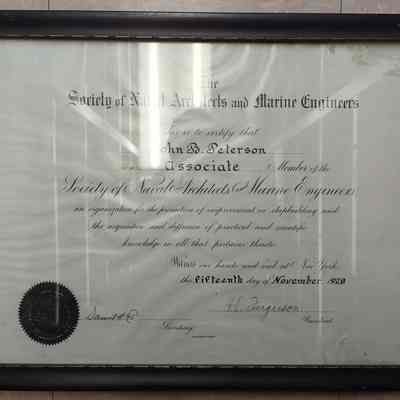 The
Society of Naval Architects and Marine Engineers
This is to certify that
John B. Peterson
Associate Member of the
Society of Naval Architects & Marine Engineers
an organization for the promotion of improvement in shipbuilding and
the acquisition and diffusion of practical and scientific
knowledge in all that pertains thereto.
Witness our hands and seal at New York
the fifteenth day of November 1928
Secretary President